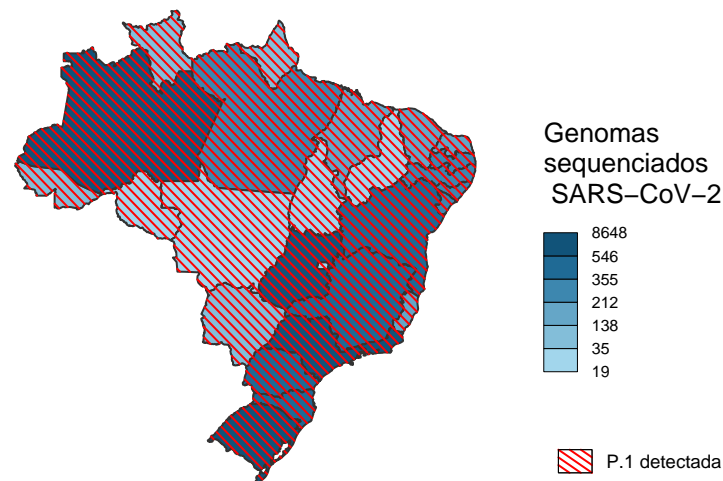 Genomas
sequenciados
SARS−CoV−2
8648
546
355
212
138
35
19
P.1 detectada